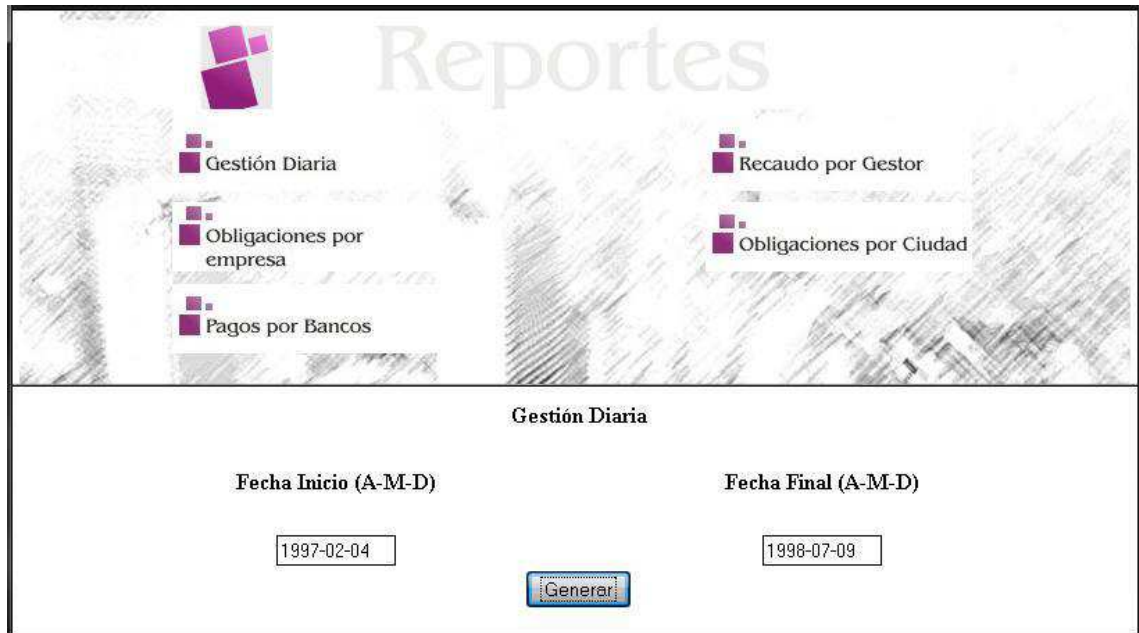 Reportes
Gestión Diaria
Recaudo por Gestor
Obligaciones por
empresa
Obligaciones por Ciudad
Pagos por Bancos
Gestión Diaria
Fecha Inicio (A-M-D)
Fecha Final (A-M-D)
1997-02-04
1998-07-09
Generar